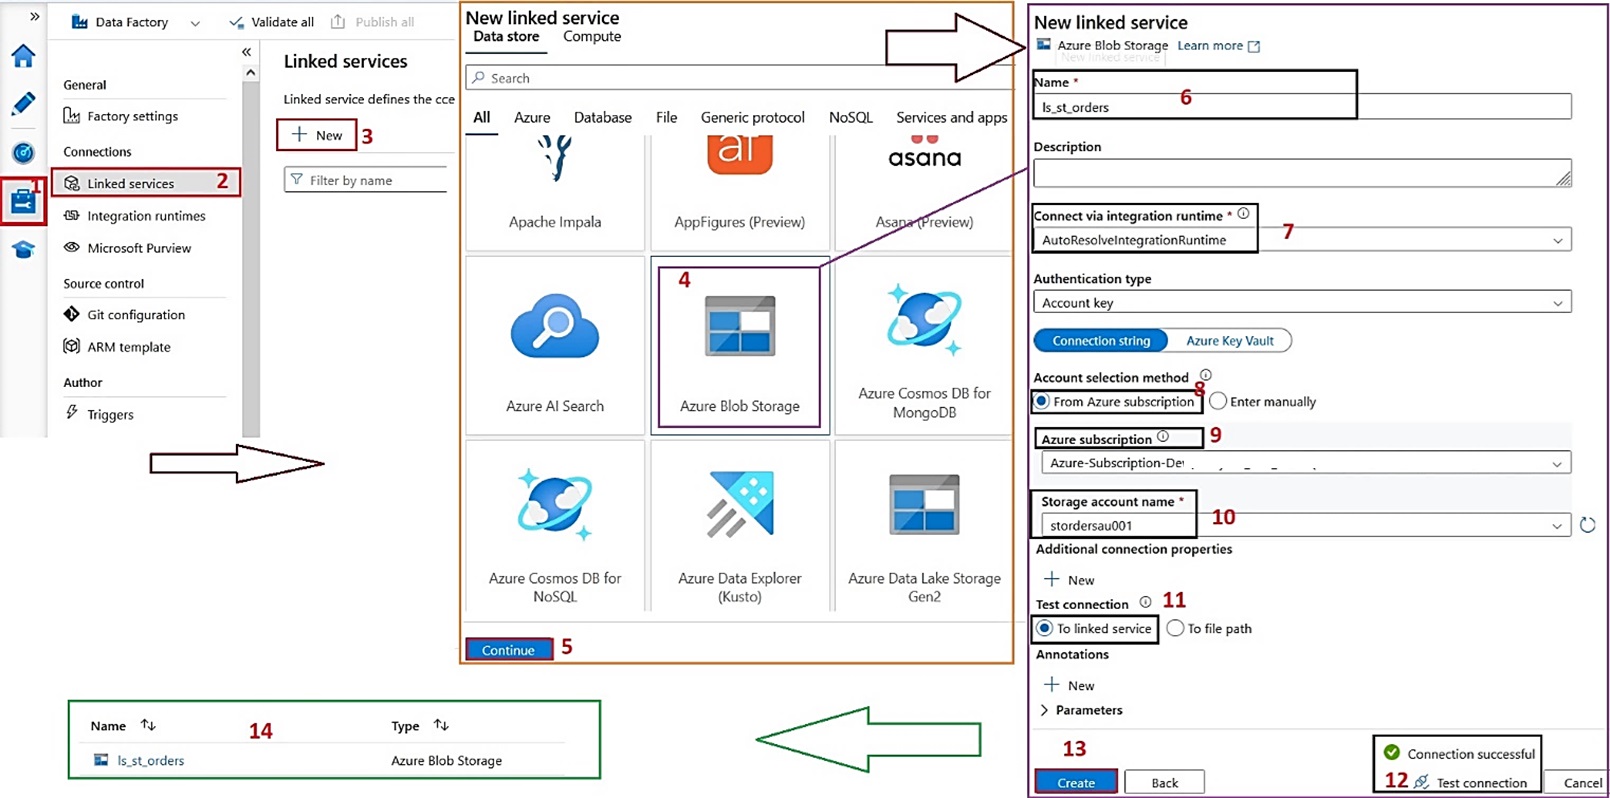 »
Data Factory
Validate all
Publish all
«
General
Factory settings
Connections
1
Linked services 2
Integration runtimes
Microsoft Purview
Source control
Git configuration
ARM template
Author
Triggers
Linked services
Linked service defines the cce
+ New 3
Filter by name
New linked service
Data store Compute
Search
All Azure Database File Generic protocol NoSQL Services and apps
af
asana
Apache Impala
AppFigures (Preview)
Asana (Preview)
4
Azure AI Search
Azure Blob Storage
Azure Cosmos DB for
MongoDB
Azure Cosmos DB for
NoSQL
Azure Data Explorer
(Kusto)
Azure Data Lake Storage
Gen2
Continue 5
New linked service
Azure Blob Storage Learn more
New linked service
Name *
6
ls_st_orders
Description
Connect via integration runtime *
7
AutoResolveIntegrationRuntime
Authentication type
Account key
Connection string Azure Key Vault
Account selection method
8
From Azure subscription Enter manually
Azure subscription 9
Azure-Subscription-Dev
Storage account name *
10
stordersau001
Additional connection properties
+ New
Test connection 11
To linked service To file path
Annotations
+ New
> Parameters
13
Connection successful
Create Back 12 Test connection Cancel
Name Type
14
ls_st_orders Azure Blob Storage